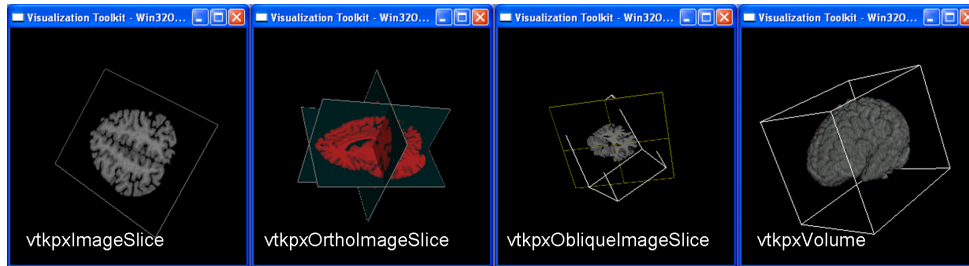 Visualization Toolkit - Win32O...
Visualization Toolkit - Win32O...
Visualization Toolkit - Win32O...
Visualization Toolkit - Win32O...
vtkpxImageSlice
vtkpxOrthoImageSlice
vtkpxObliqueImageSlice
vtkpxVolume